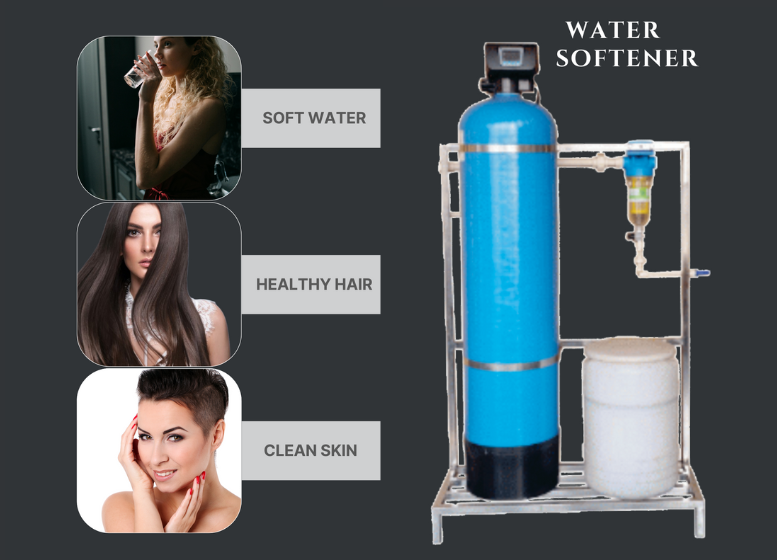 WATER
SOFTENER
SOFT WATER
HEALTHY HAIR
CLEAN SKIN